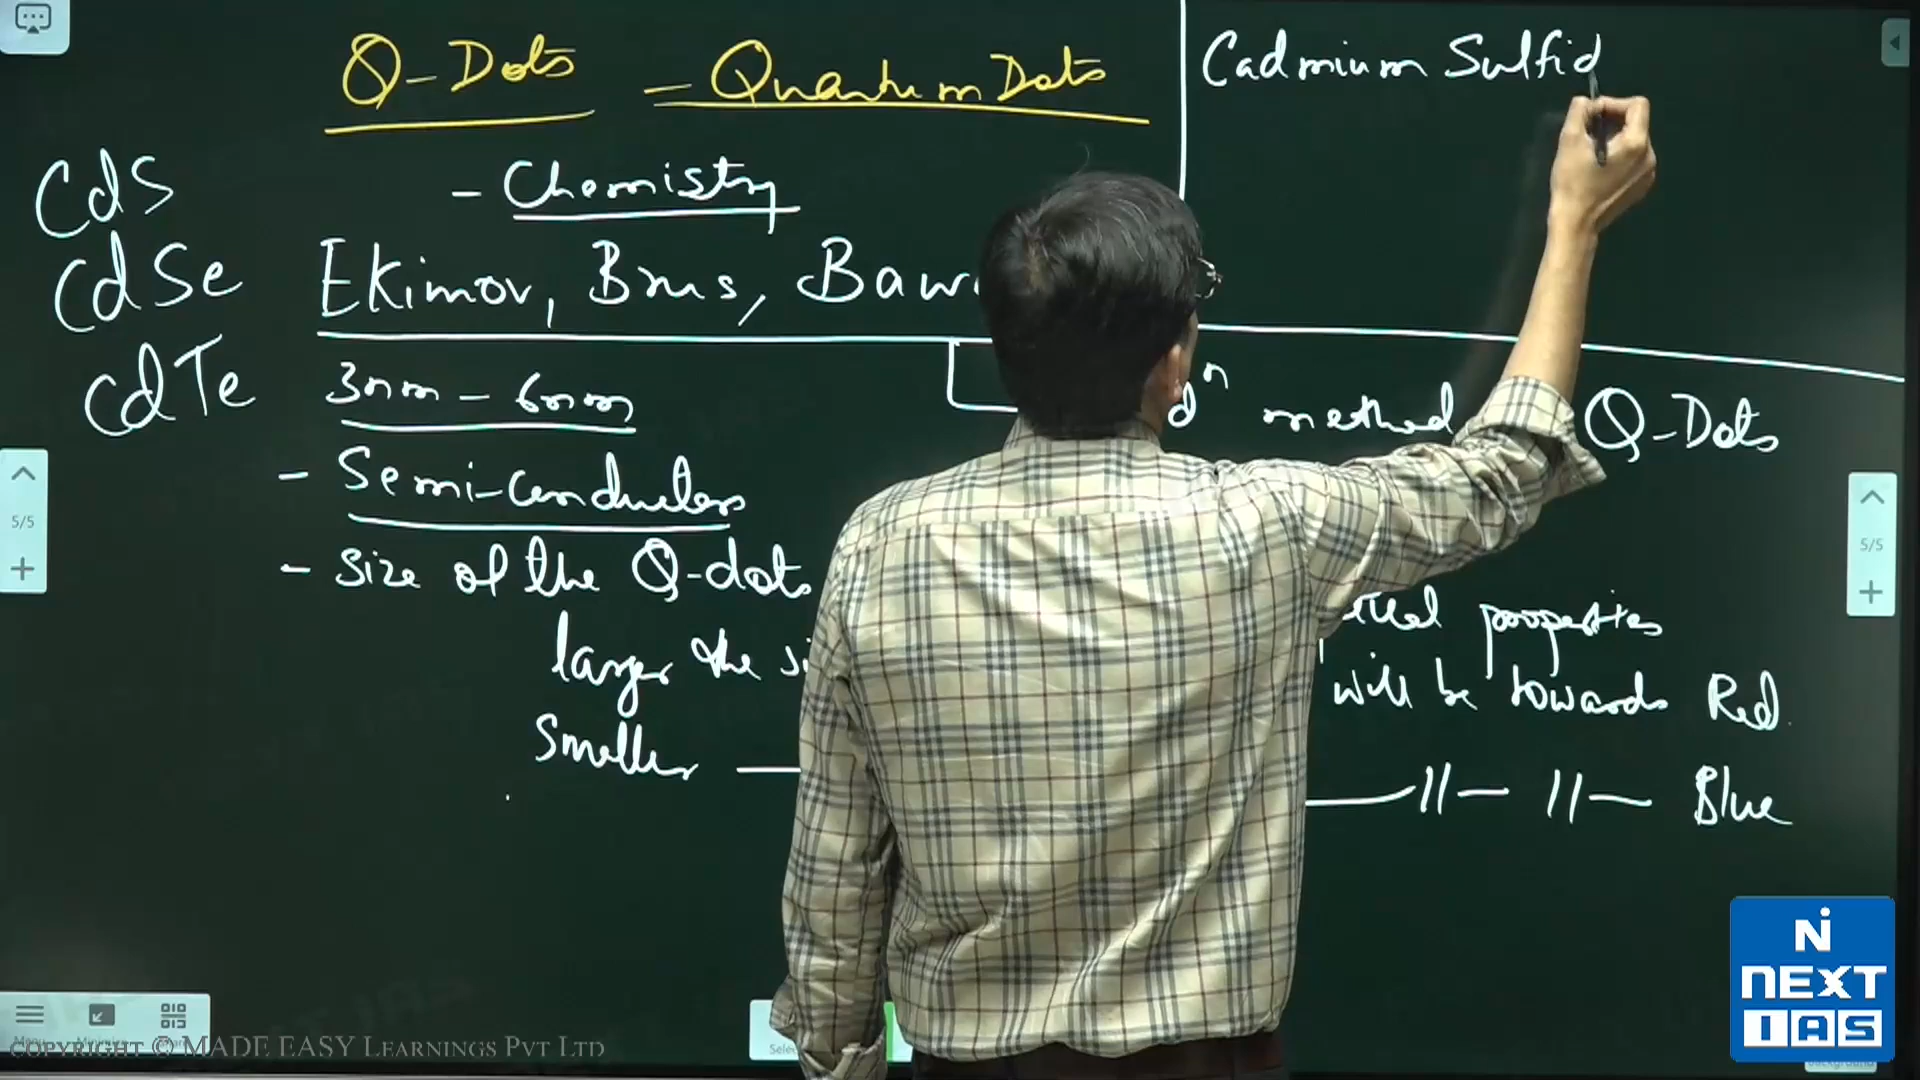 Q-Dots - Quantum Dots
Cadmium Sulfid
CdS
- Chemistry
CdSe
Ekimov, Brus, Baw
CdTe
3nm - 6nm
d^n method Q-Dots
- Semi-Conductors
5/5
5/5
- Size of the Q-dots
properties
larger the si
will be towards Red.
Smaller —
— 11 — 11 — Blue
Ni
NEXT
IAS
COPYRIGHT © MADE EASY LEARNINGS PVT LTD